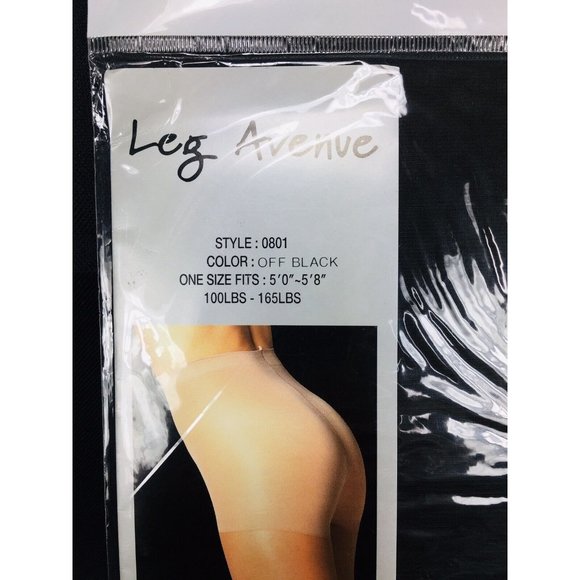 Leg Avenue
STYLE : 0801
COLOR : OFF BLACK
ONE SIZE FITS : 5'0"~5'8"
100LBS - 165LBS